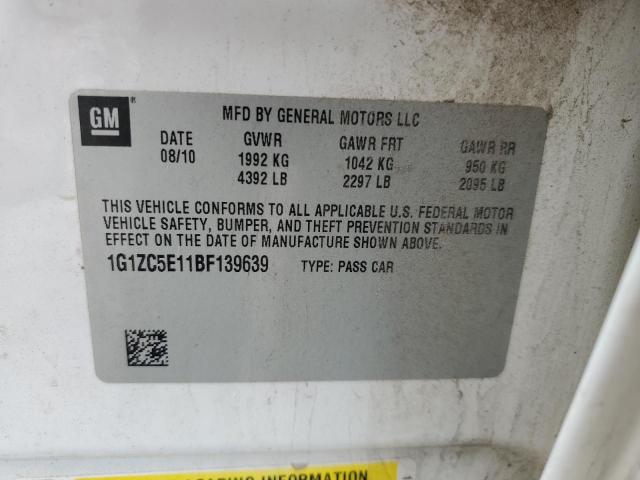 GM
MFD BY GENERAL MOTORS LLC
DATE GVWR GAWR FRT GAWR RR
08/10 1992 KG 1042 KG 950 KG
4392 LB 2297 LB 2095 LB
THIS VEHICLE CONFORMS TO ALL APPLICABLE U.S. FEDERAL MOTOR
VEHICLE SAFETY, BUMPER, AND THEFT PREVENTION STANDARDS IN
EFFECT ON THE DATE OF MANUFACTURE SHOWN ABOVE.
1G1ZC5E11BF139639 TYPE: PASS CAR
LOADING INFORMATION